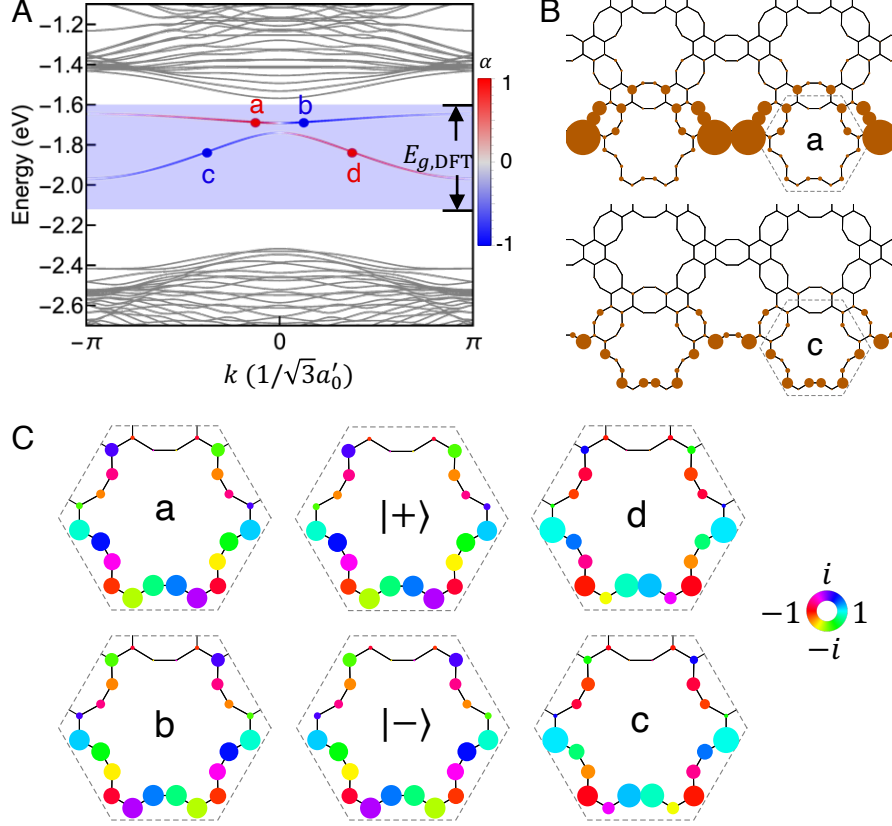 A
B
Energy (eV)
−1.2
−1.4
−1.6
−1.8
−2.0
−2.2
−2.4
−2.6
a
b
c
d
E_{g,DFT}
α
1
0
-1
−π
0
π
k (1/√3a′₀)
a
c
C
a
|+⟩
d
b
|−⟩
c
i
−1
1
−i